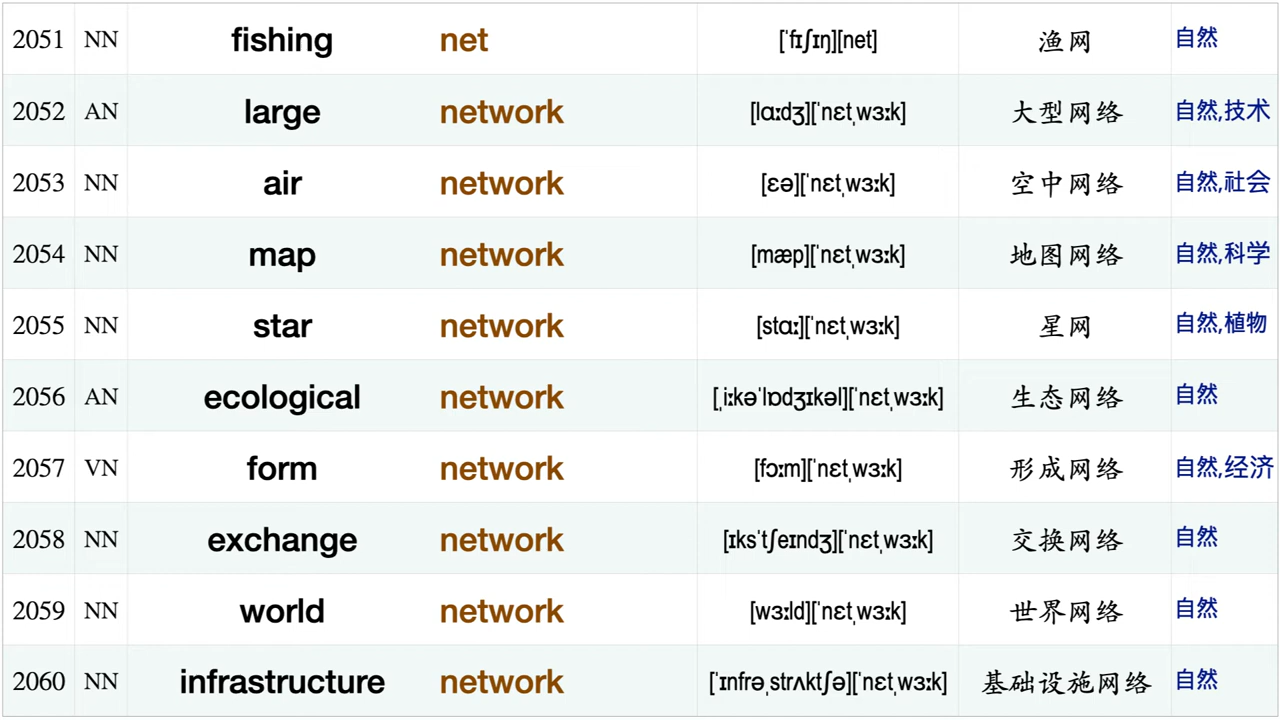 2051 NN fishing net [ˈfɪʃɪŋ][net] 渔网 自然
2052 AN large network [lɑːdʒ][ˈnɛtˌwɜːk] 大型网络 自然,技术
2053 NN air network [ɛə][ˈnɛtˌwɜːk] 空中网络 自然,社会
2054 NN map network [mæp][ˈnɛtˌwɜːk] 地图网络 自然,科学
2055 NN star network [stɑː][ˈnɛtˌwɜːk] 星网 自然,植物
2056 AN ecological network [ˌiːkəˈlɒdʒɪkəl][ˈnɛtˌwɜːk] 生态网络 自然
2057 VN form network [fɔːm][ˈnɛtˌwɜːk] 形成网络 自然,经济
2058 NN exchange network [ɪksˈtʃeɪndʒ][ˈnɛtˌwɜːk] 交换网络 自然
2059 NN world network [wɜːld][ˈnɛtˌwɜːk] 世界网络 自然
2060 NN infrastructure network [ˈɪnfrəˌstrʌktʃə][ˈnɛtˌwɜːk] 基础设施网络 自然